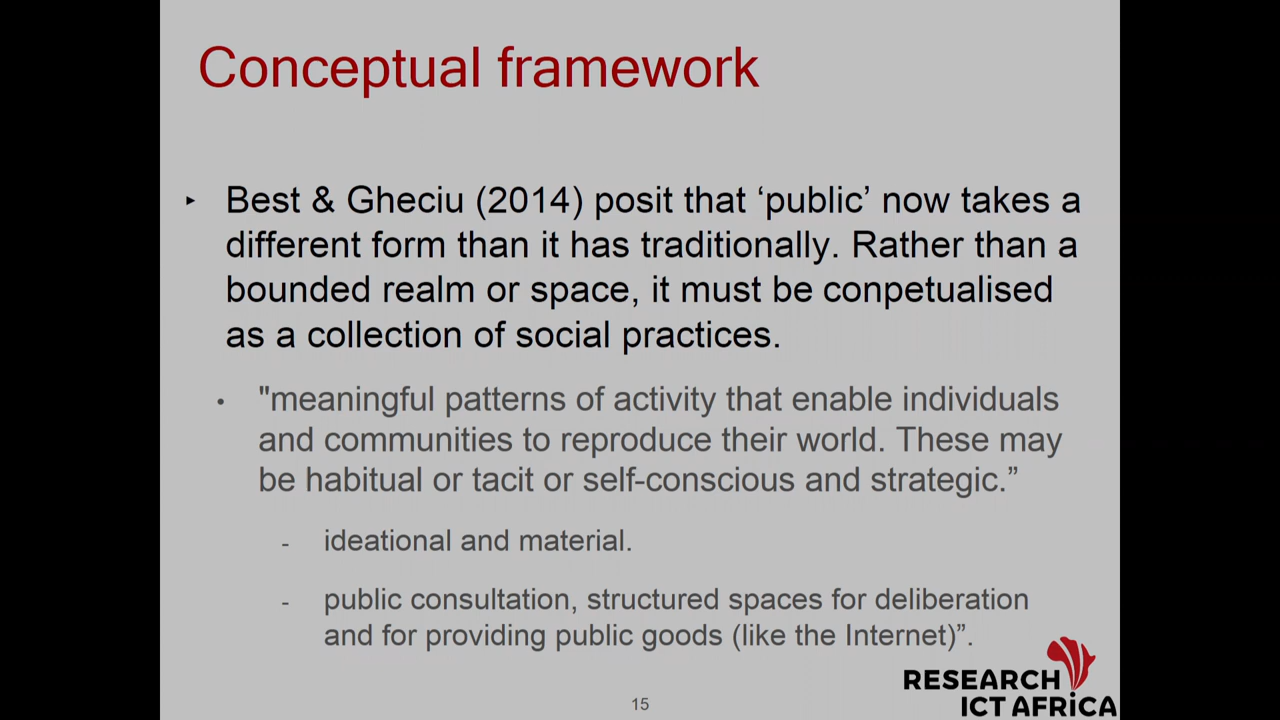 Conceptual framework
‣ Best & Gheciu (2014) posit that ‘public’ now takes a
different form than it has traditionally. Rather than a
bounded realm or space, it must be conpetualised
as a collection of social practices.
• "meaningful patterns of activity that enable individuals
and communities to reproduce their world. These may
be habitual or tacit or self-conscious and strategic.”
- ideational and material.
- public consultation, structured spaces for deliberation
and for providing public goods (like the Internet)”.
RESEARCH
ICT AFRICA
15